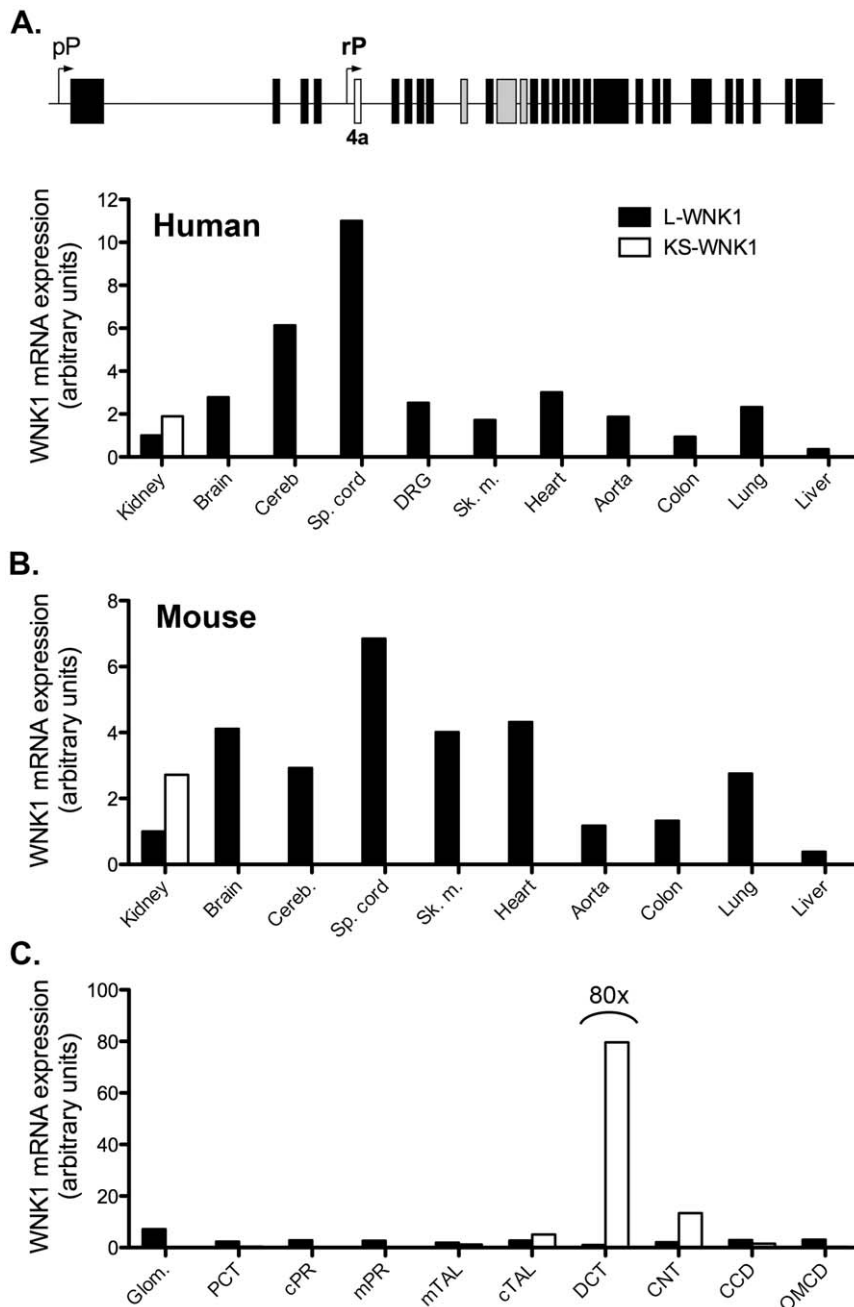 A.
pP
rP
4a
Human
L-WNK1
KS-WNK1
WNK1 mRNA expression
(arbitrary units)
12
10
8
6
4
2
0
Kidney
Brain
Cereb
Sp. cord
DRG
Sk. m.
Heart
Aorta
Colon
Lung
Liver
B.
Mouse
WNK1 mRNA expression
(arbitrary units)
8
6
4
2
0
Kidney
Brain
Cereb.
Sp. cord
Sk. m.
Heart
Aorta
Colon
Lung
Liver
C.
80x
WNK1 mRNA expression
(arbitrary units)
100
80
60
40
20
0
Glom.
PCT
cPR
mPR
mTAL
cTAL
DCT
CNT
CCD
OMCD